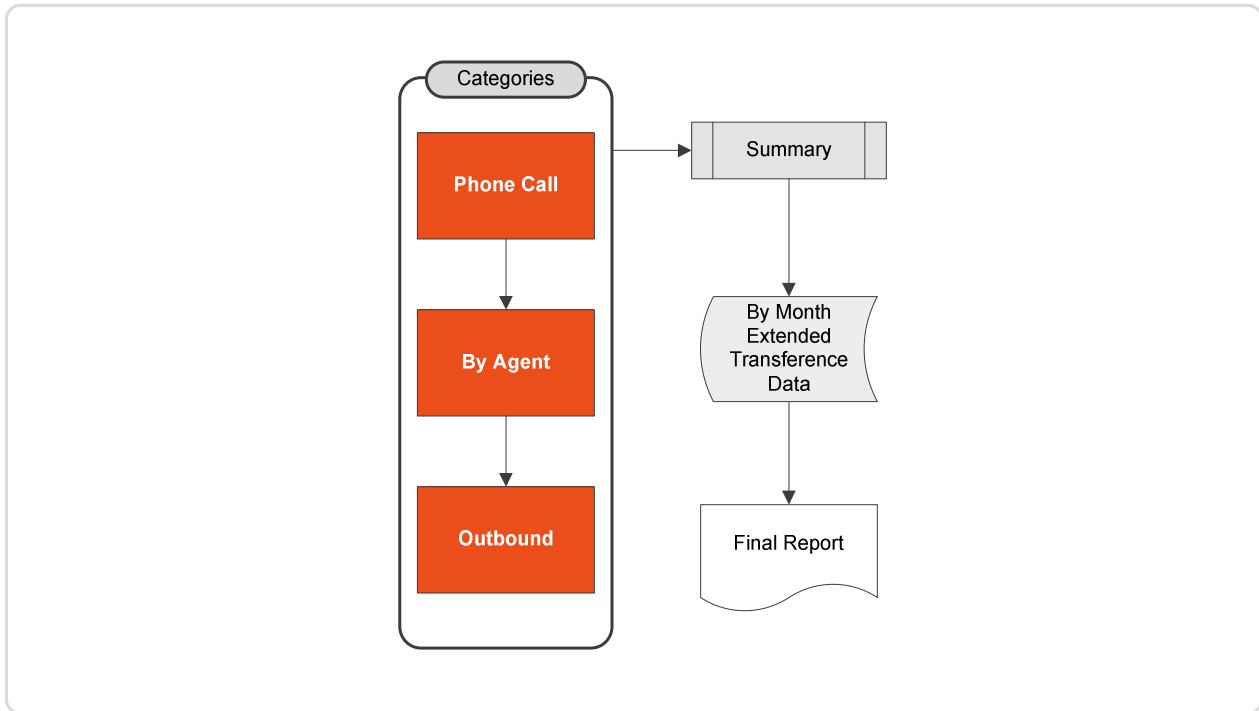 Categories
Phone Call
By Agent
Outbound
Summary
By Month
Extended
Transference
Data
Final Report